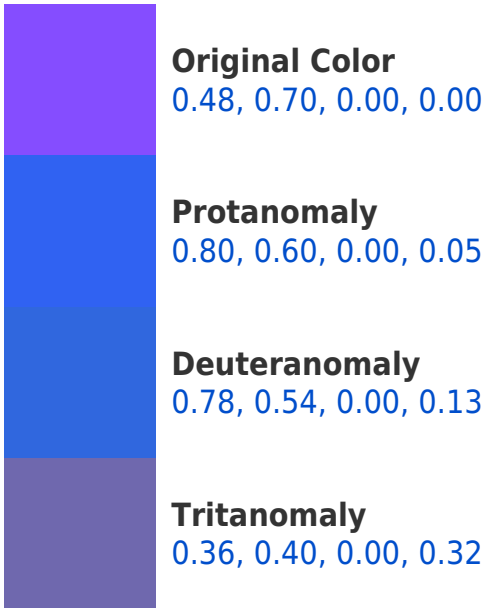 Original Color
0.48, 0.70, 0.00, 0.00
Protanomaly
0.80, 0.60, 0.00, 0.05
Deuteranomaly
0.78, 0.54, 0.00, 0.13
Tritanomaly
0.36, 0.40, 0.00, 0.32